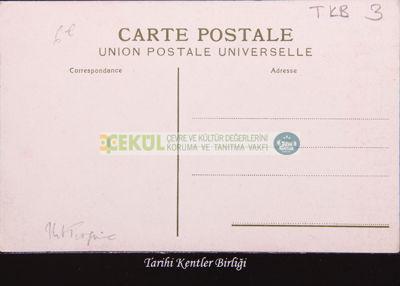 TKB 3
CARTE POSTALE
UNION POSTALE UNIVERSELLE
Correspondance
Adresse
ÇEKÜL
ÇEVRE VE KÜLTÜR DEĞERLERİNİ
KORUMA VE TANITMA VAKFI
Tarihi Kentler Birliği